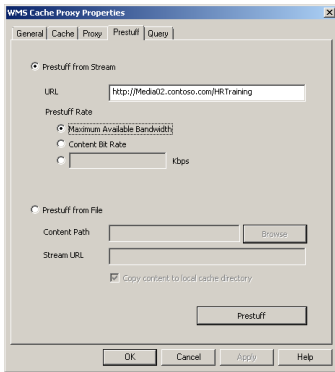 WMS Cache Proxy Properties
General Cache Proxy Prestuff Query
Prestuff from Stream
URL http://Media02.contoso.com/HRTraining
Prestuff Rate
Maximum Available Bandwidth
Content Bit Rate
Kbps
Prestuff from File
Content Path Browse
Stream URL
Copy content to local cache directory
Prestuff
OK Cancel Apply Help